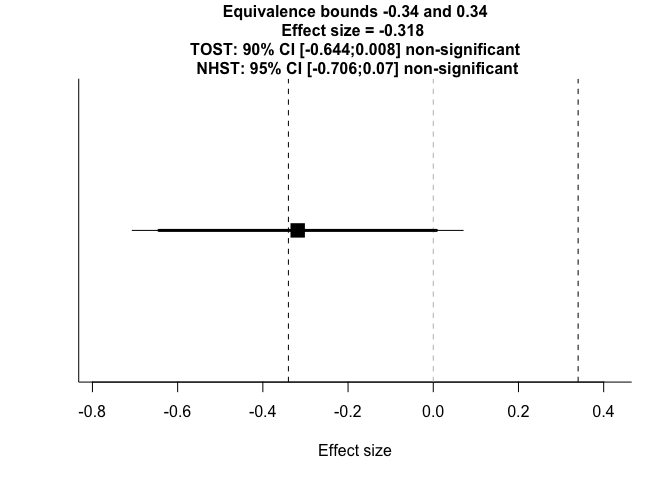 Equivalence bounds -0.34 and 0.34
Effect size = -0.318
TOST: 90% CI [-0.644;0.008] non-significant
NHST: 95% CI [-0.706;0.07] non-significant
-0.8 -0.6 -0.4 -0.2 0.0 0.2 0.4
Effect size